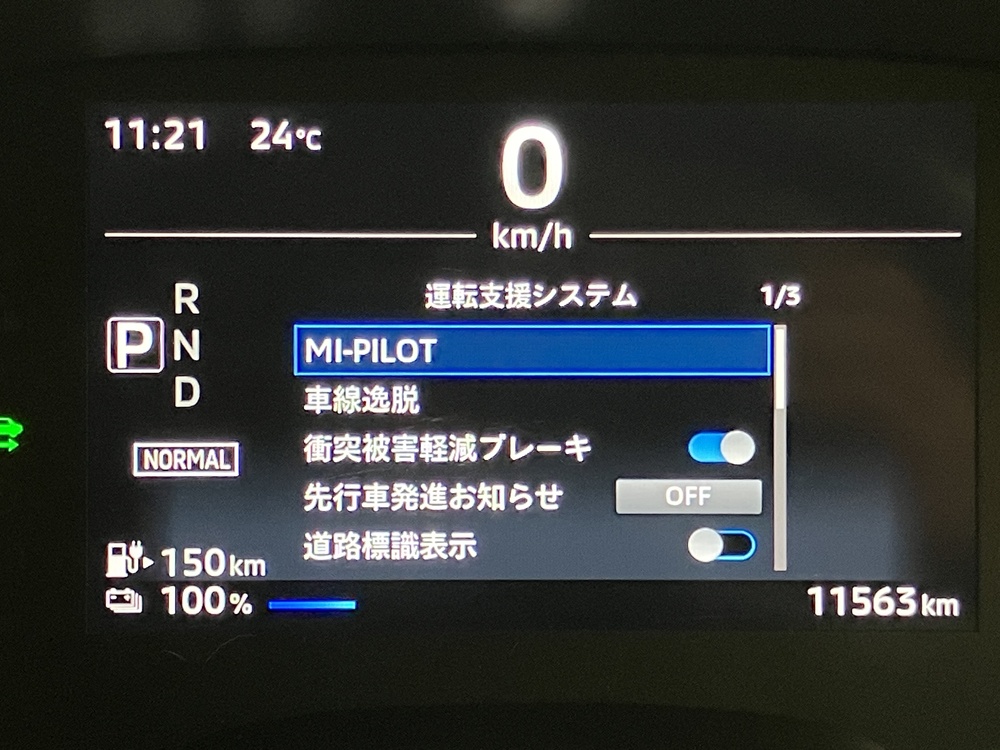 11:21 24℃
0
km/h
運転支援システム 1/3
R
P N
D
MI-PILOT
車線逸脱
衝突被害軽減ブレーキ
先行車発進お知らせ OFF
道路標識表示
NORMAL
150km
100%
11563km